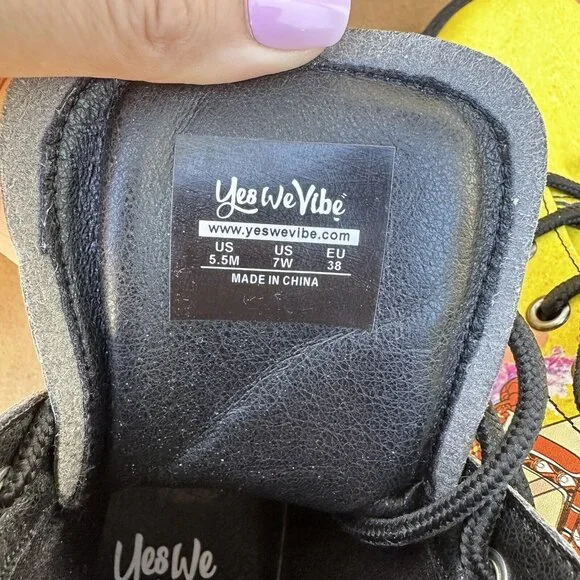 Yes We Vibe
www.yeswevibe.com
US US EU
5.5M 7W 38
MADE IN CHINA
Yes We